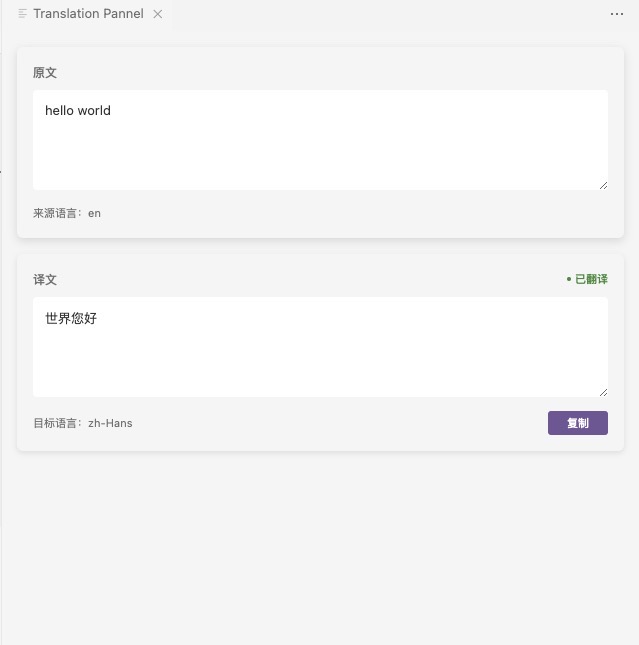 Translation Pannel
原文
hello world
来源语言：en
译文
• 已翻译
世界您好
目标语言：zh-Hans
复制